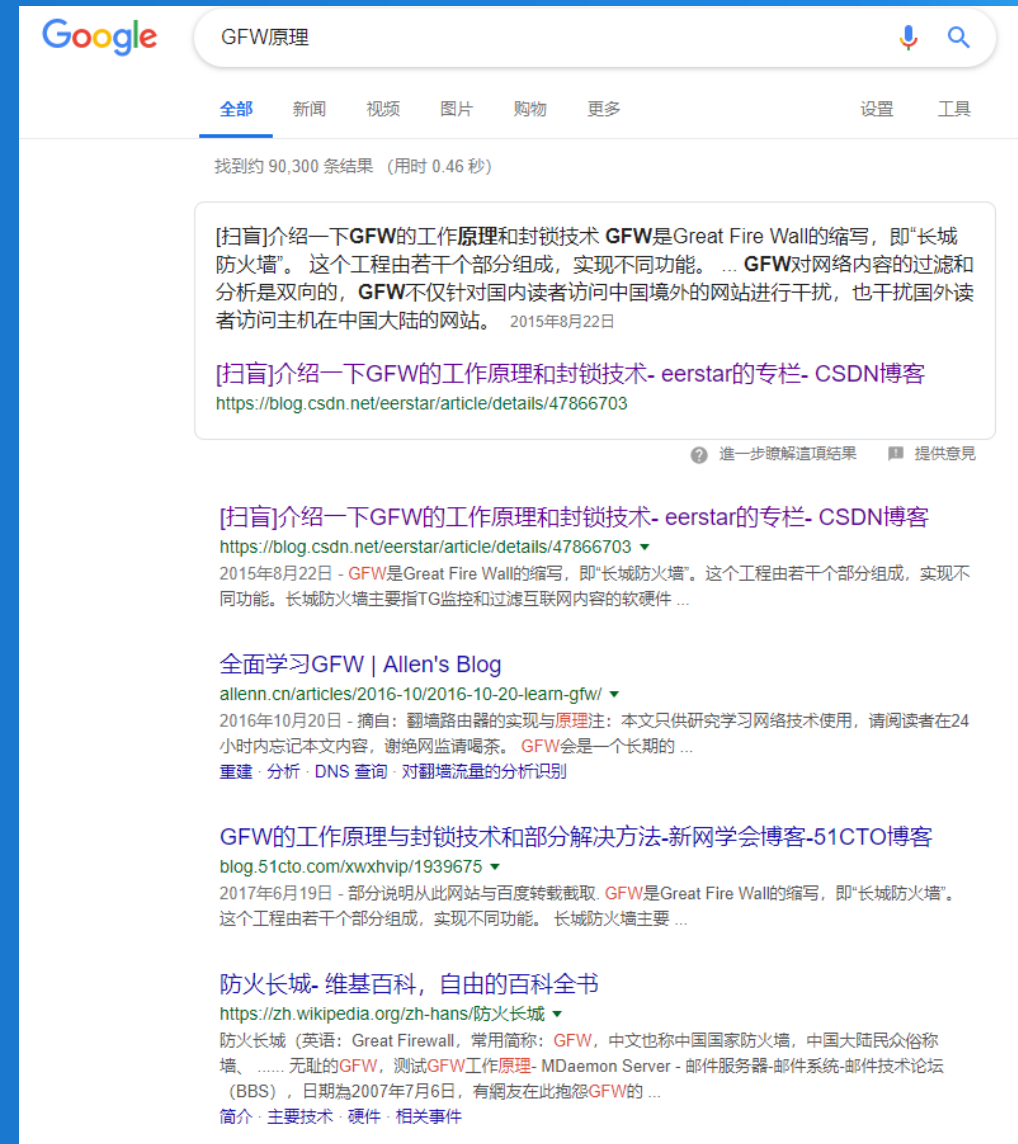 Google
GFW原理
全部 新闻 视频 图片 购物 更多 设置 工具
找到约 90,300 条结果 （用时 0.46 秒）
[扫盲]介绍一下GFW的工作原理和封锁技术 GFW是Great Fire Wall的缩写，即“长城
防火墙”。 这个工程由若干个部分组成，实现不同功能。 ... GFW对网络内容的过滤和
分析是双向的，GFW不仅针对国内读者访问中国境外的网站进行干扰，也干扰国外读
者访问主机在中国大陆的网站。 2015年8月22日
[扫盲]介绍一下GFW的工作原理和封锁技术- eerstar的专栏- CSDN博客
https://blog.csdn.net/eerstar/article/details/47866703
進一步瞭解這項結果 提供意見
[扫盲]介绍一下GFW的工作原理和封锁技术- eerstar的专栏- CSDN博客
https://blog.csdn.net/eerstar/article/details/47866703
2015年8月22日 - GFW是Great Fire Wall的缩写，即“长城防火墙”。这个工程由若干个部分组成，实现不
同功能。长城防火墙主要指TG监控和过滤互联网内容的软硬件 ...
全面学习GFW | Allen's Blog
allenn.cn/articles/2016-10/2016-10-20-learn-gfw/
2016年10月20日 - 摘自：翻墙路由器的实现与原理注：本文只供研究学习网络技术使用，请阅读者在24
小时内忘记本文内容，谢绝网监请喝茶。 GFW会是一个长期的 ...
重建 · 分析 · DNS 查询 · 对翻墙流量的分析识别
GFW的工作原理与封锁技术和部分解决方法-新网学会博客-51CTO博客
blog.51cto.com/xwxhvip/1939675
2017年6月19日 - 部分说明从此网站与百度转载截取. GFW是Great Fire Wall的缩写，即“长城防火墙”。
这个工程由若干个部分组成，实现不同功能。 长城防火墙主要 ...
防火长城- 维基百科，自由的百科全书
https://zh.wikipedia.org/zh-hans/防火长城
防火长城（英语：Great Firewall，常用简称：GFW，中文也称中国国家防火墙，中国大陆民众俗称
墙、 ...... 无耻的GFW，测试GFW工作原理- MDaemon Server - 邮件服务器-邮件系统-邮件技术论坛
（BBS），日期為2007年7月6日，有網友在此抱怨GFW的 ...
简介 · 主要技术 · 硬件 · 相关事件